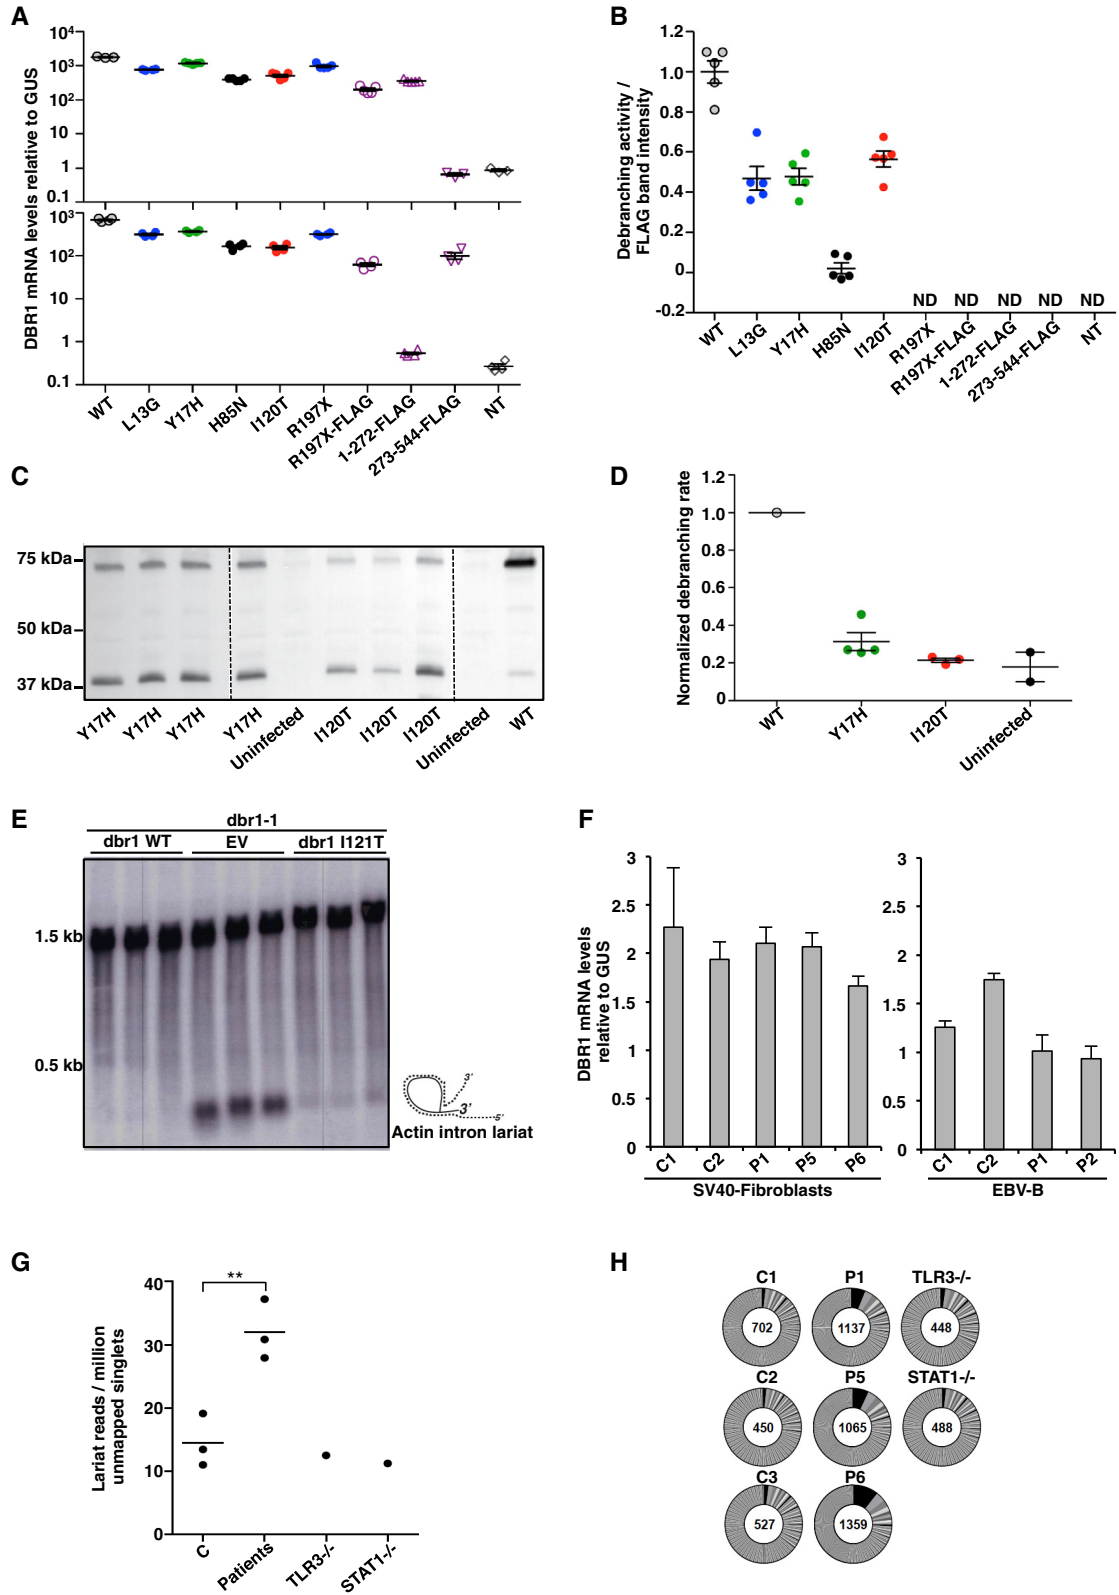 A
DBR1 mRNA levels relative to GUS
10⁴
10³
10²
10
1
0.1
10³
10²
10
1
0.1
WT
L13G
Y17H
H85N
I120T
R197X
R197X-FLAG
1-272-FLAG
273-544-FLAG
NT
B
Debranching activity /
FLAG band intensity
1.2
1.0
0.8
0.6
0.4
0.2
0
-0.2
ND ND ND ND ND
WT
L13G
Y17H
H85N
I120T
R197X
R197X-FLAG
1-272-FLAG
273-544-FLAG
NT
C
75 kDa
50 kDa
37 kDa
Y17H
Y17H
Y17H
Y17H
Uninfected
I120T
I120T
I120T
Uninfected
WT
D
Normalized debranching rate
1.2
1.0
0.8
0.6
0.4
0.2
0
WT
Y17H
I120T
Uninfected
E
dbr1-1
dbr1 WT EV dbr1 I121T
1.5 kb
0.5 kb
3'
3'
5'
Actin intron lariat
F
DBR1 mRNA levels
relative to GUS
3
2.5
2
1.5
1
0.5
0
C1
C2
P1
P5
P6
SV40-Fibroblasts
3
2.5
2
1.5
1
0.5
0
C1
C2
P1
P2
EBV-B
G
Lariat reads / million
unmapped singlets
40
30
20
10
0
**
C
Patients
TLR3-/-
STAT1-/-
H
C1 P1 TLR3-/-
702 1137 448
C2 P5 STAT1-/-
450 1065 488
C3 P6
527 1359